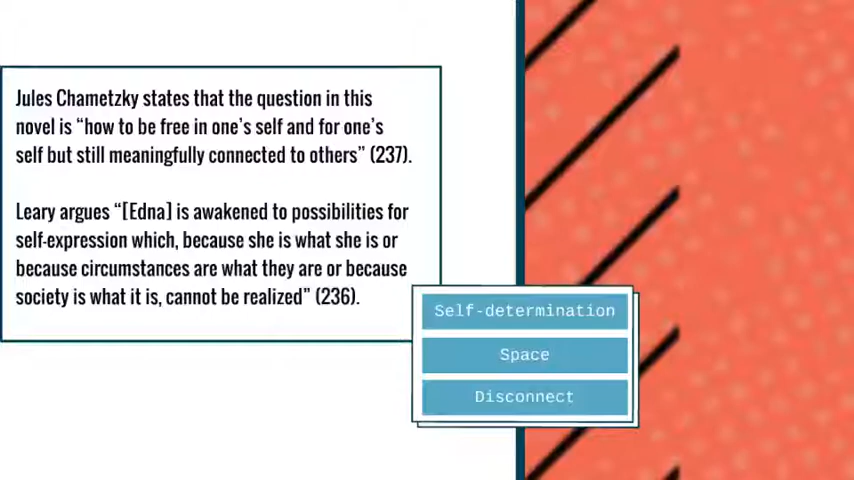 Jules Chametzky states that the question in this
novel is “how to be free in one’s self and for one’s
self but still meaningfully connected to others” (237).
Leary argues “[Edna] is awakened to possibilities for
self-expression which, because she is what she is or
because circumstances are what they are or because
society is what it is, cannot be realized” (236).
Self-determination
Space
Disconnect